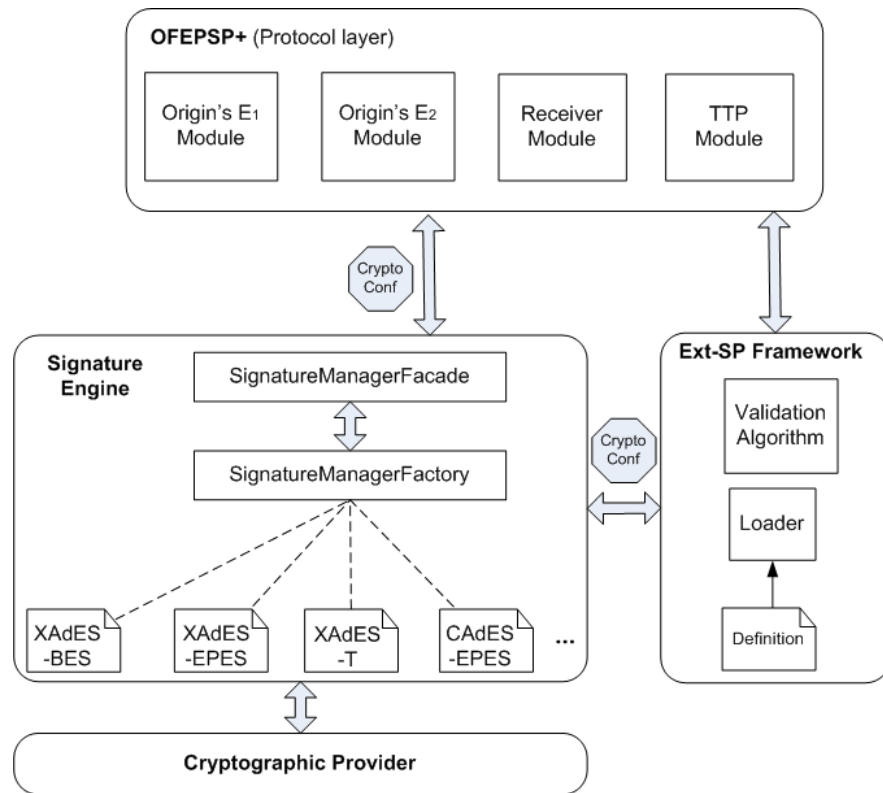 OFEPSP+ (Protocol layer)
Origin's E1
Module
Origin's E2
Module
Receiver
Module
TTP
Module
Crypto
Conf
Signature
Engine
SignatureManagerFacade
SignatureManagerFactory
XAdES
-BES
XAdES
-EPES
XAdES
-T
CAdES
-EPES
...
Crypto
Conf
Ext-SP Framework
Validation
Algorithm
Loader
Definition
Cryptographic Provider